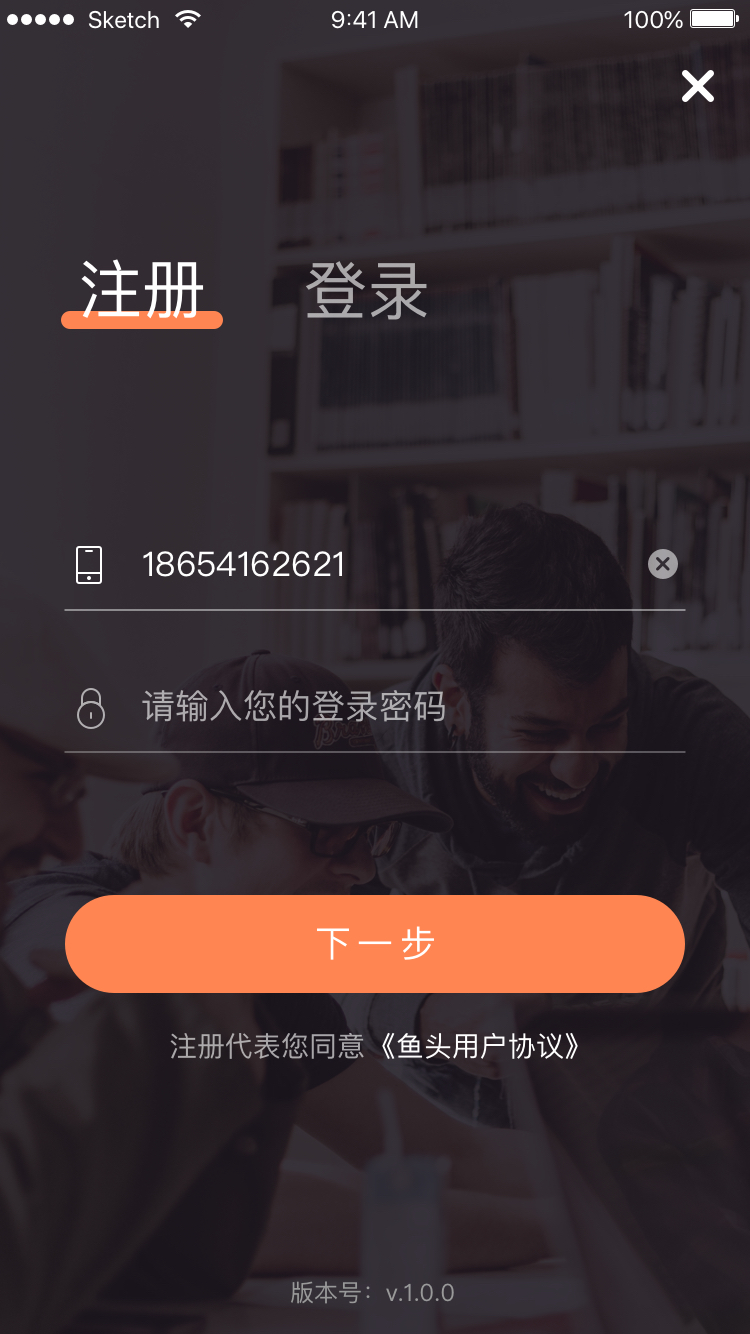 Sketch 9:41 AM 100%
注册 登录
18654162621
请输入您的登录密码
下一步
注册代表您同意《鱼头用户协议》
版本号：v.1.0.0